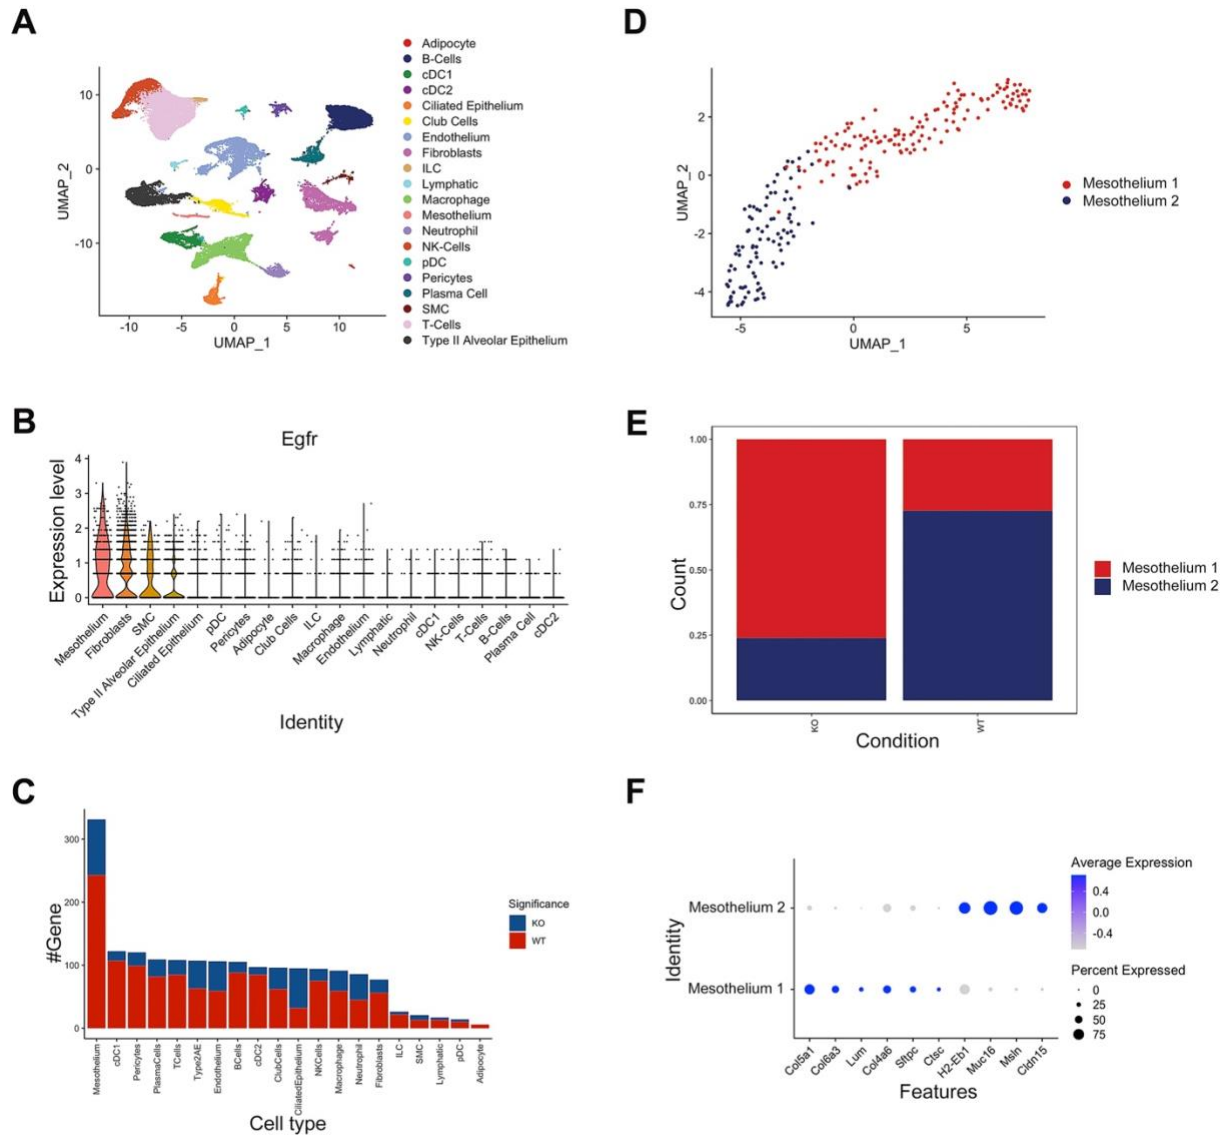 A
Adipocyte
B-Cells
cDC1
cDC2
Ciliated Epithelium
Club Cells
Endothelium
Fibroblasts
ILC
Lymphatic
Macrophage
Mesothelium
Neutrophil
NK-Cells
pDC
Pericytes
Plasma Cell
SMC
T-Cells
Type II Alveolar Epithelium
10
0
-10
UMAP_2
-10 -5 0 5 10
UMAP_1
B
Egfr
4
3
2
1
0
Expression level
Mesothelium
Fibroblasts
SMC
Type II Alveolar Epithelium
Ciliated Epithelium
pDC
Pericytes
Adipocyte
Club Cells
ILC
Macrophage
Endothelium
Lymphatic
Neutrophil
cDC1
NK-Cells
T-Cells
B-Cells
Plasma Cell
cDC2
Identity
C
300
200
100
0
#Gene
Significance
KO
WT
Mesothelium
cDC1
Pericytes
PlasmaCells
TCells
Type2AE
Endothelium
BCells
cDC2
ClubCells
CiliatedEpithelium
NKCells
Macrophage
Neutrophil
Fibroblasts
ILC
SMC
Lymphatic
pDC
Adipocyte
Cell type
D
2
0
-2
-4
UMAP_2
-5 0 5
UMAP_1
Mesothelium 1
Mesothelium 2
E
1.00
0.75
0.50
0.25
0.00
Count
KO
WT
Condition
Mesothelium 1
Mesothelium 2
F
Mesothelium 2
Mesothelium 1
Identity
Col5a1
Col6a3
Lum
Col4a6
Sftpc
Ctsc
H2-Eb1
Muc16
Msln
Cldn15
Features
Average Expression
0.4
0.0
-0.4
Percent Expressed
0
25
50
75